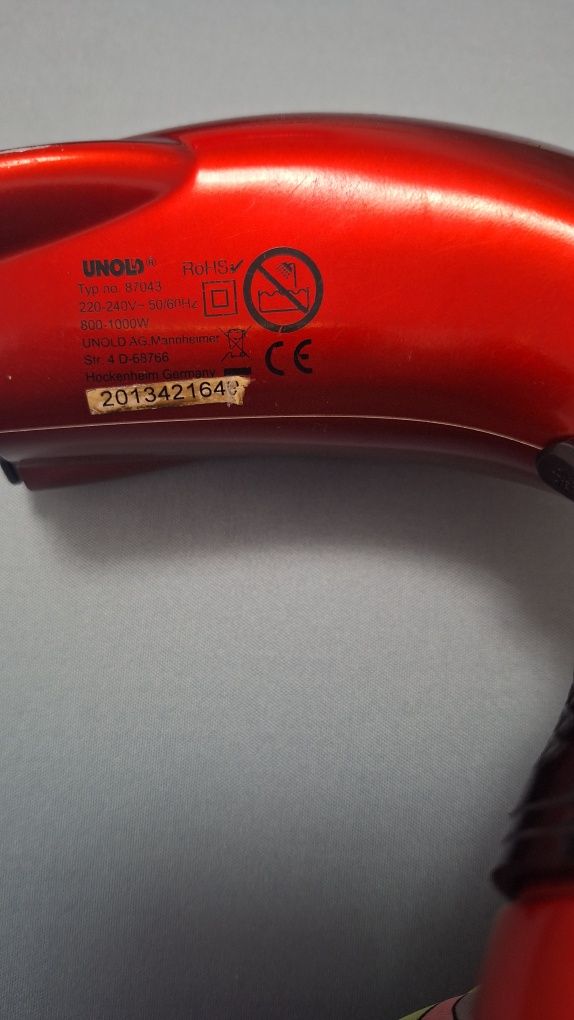 UNOLD® RoHS✓
Typ no. 87043
220-240V~ 50/60Hz
800-1000W
UNOLD AG.Mannheimer
Str. 4 D-68766
Hockenheim.Germany
CE